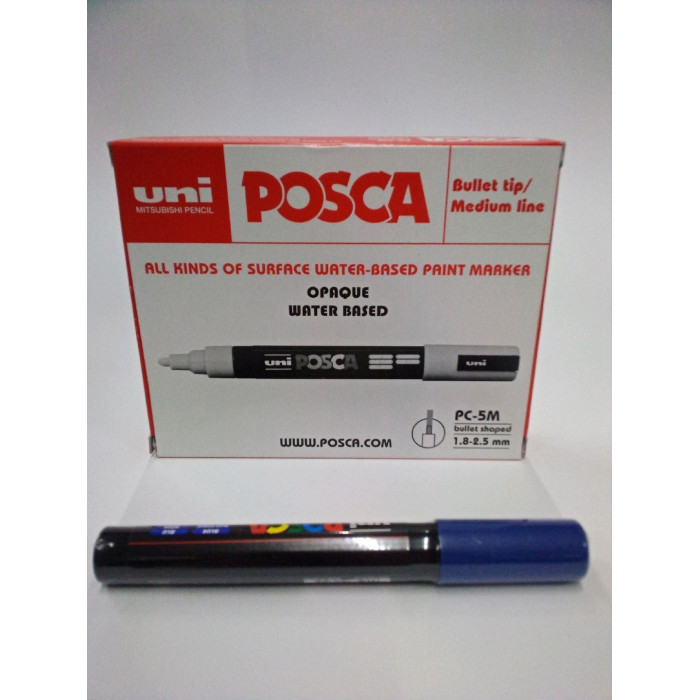 uni
MITSUBISHI PENCIL
POSCA
Bullet tip/
Medium line
ALL KINDS OF SURFACE WATER-BASED PAINT MARKER
OPAQUE
WATER BASED
uni POSCA
uni
PC-5M
bullet shaped
1.8-2.5 mm
WWW.POSCA.COM
POSCA